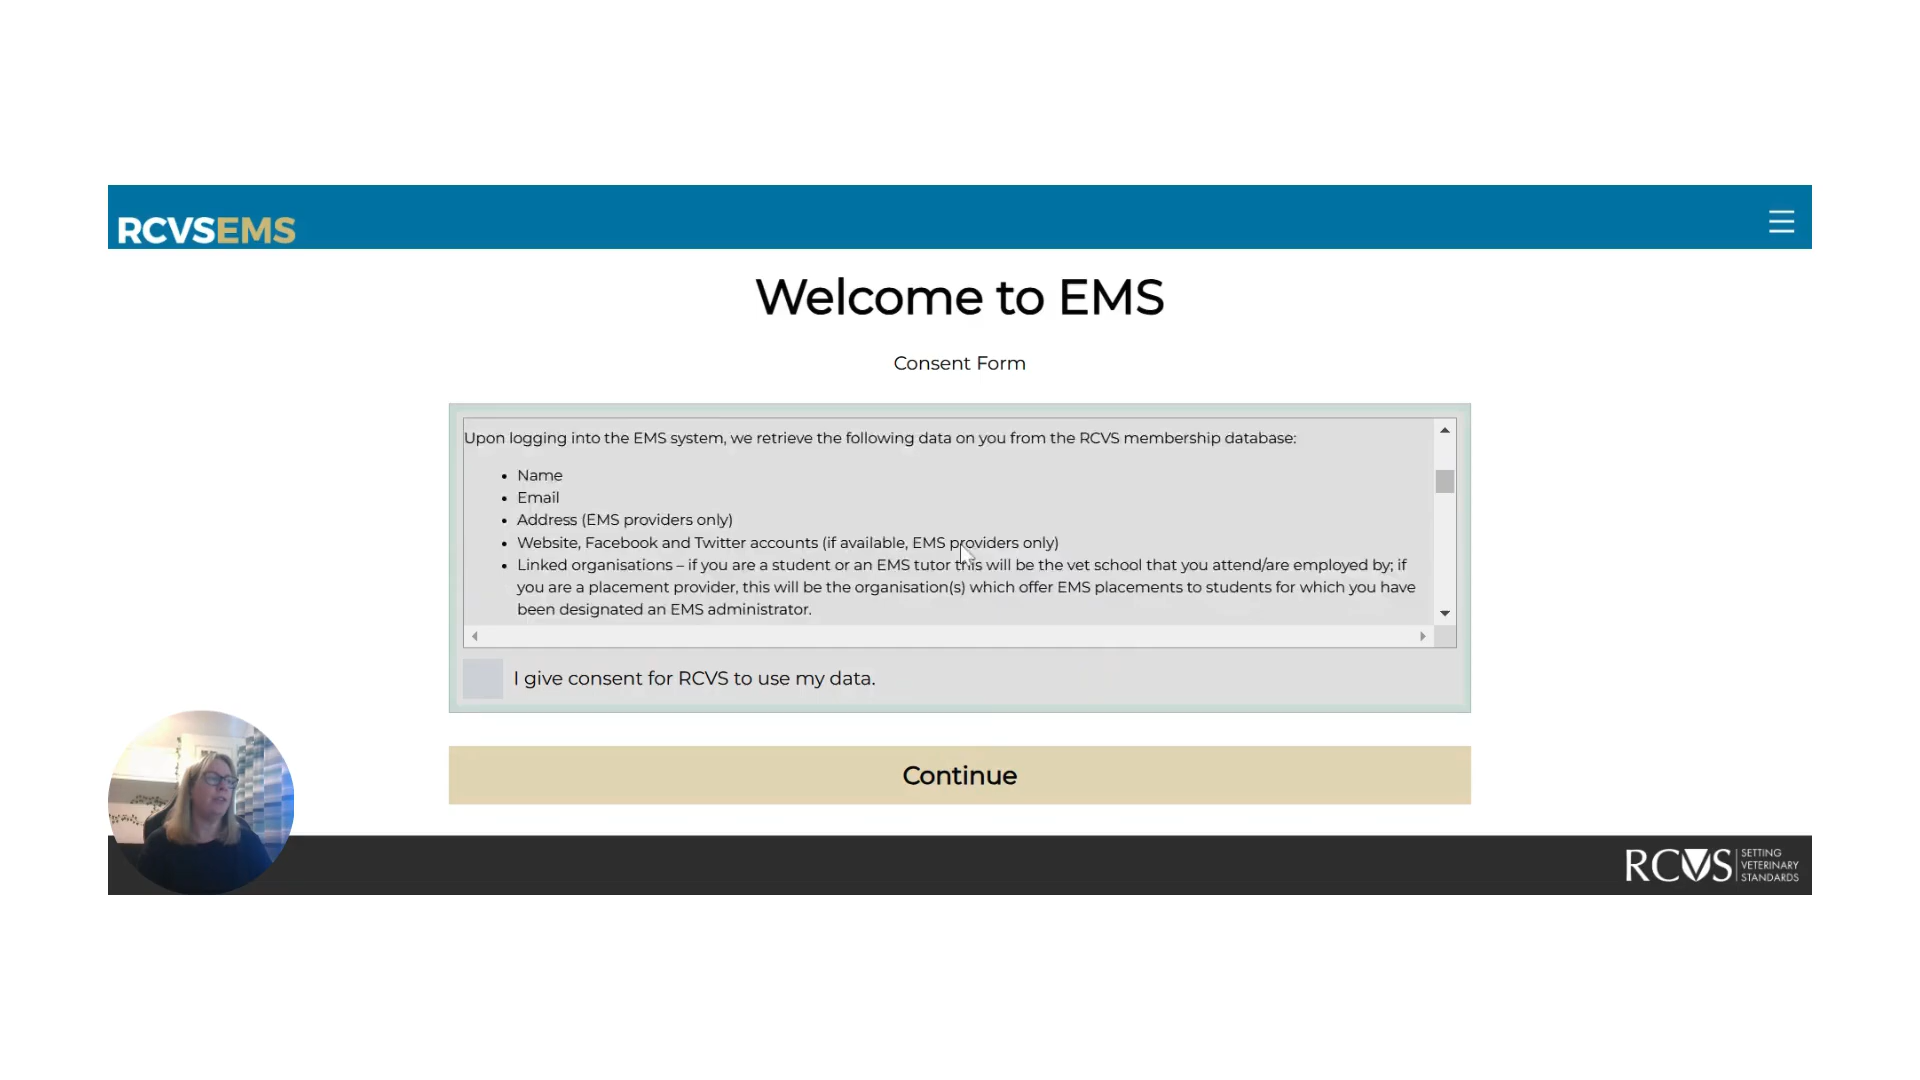 RCVSEMS
Welcome to EMS
Consent Form
Upon logging into the EMS system, we retrieve the following data on you from the RCVS membership database:
• Name
• Email
• Address (EMS providers only)
• Website, Facebook and Twitter accounts (if available, EMS providers only)
• Linked organisations – if you are a student or an EMS tutor this will be the vet school that you attend/are employed by; if
you are a placement provider, this will be the organisation(s) which offer EMS placements to students for which you have
been designated an EMS administrator.
I give consent for RCVS to use my data.
Continue
RCVS
SETTING
VETERINARY
STANDARDS